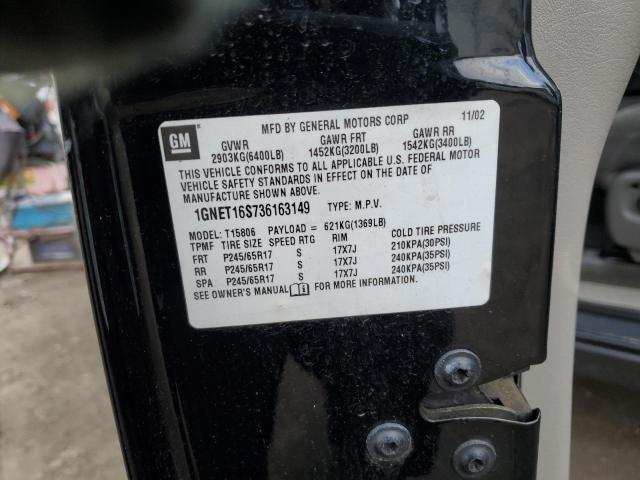 MFD BY GENERAL MOTORS CORP 11/02
GM
GVWR GAWR FRT GAWR RR
2903KG(6400LB) 1452KG(3200LB) 1542KG(3400LB)
THIS VEHICLE CONFORMS TO ALL APPLICABLE U.S. FEDERAL MOTOR
VEHICLE SAFETY STANDARDS IN EFFECT ON THE DATE OF
MANUFACTURE SHOWN ABOVE.
1GNET16S736163149 TYPE: M.P.V.
MODEL: T15806 PAYLOAD = 621KG(1369LB)
TPMF TIRE SIZE SPEED RTG RIM COLD TIRE PRESSURE
FRT P245/65R17 S 17X7J 210KPA(30PSI)
RR P245/65R17 S 17X7J 240KPA(35PSI)
SPA P245/65R17 S 17X7J 240KPA(35PSI)
SEE OWNER'S MANUAL FOR MORE INFORMATION.